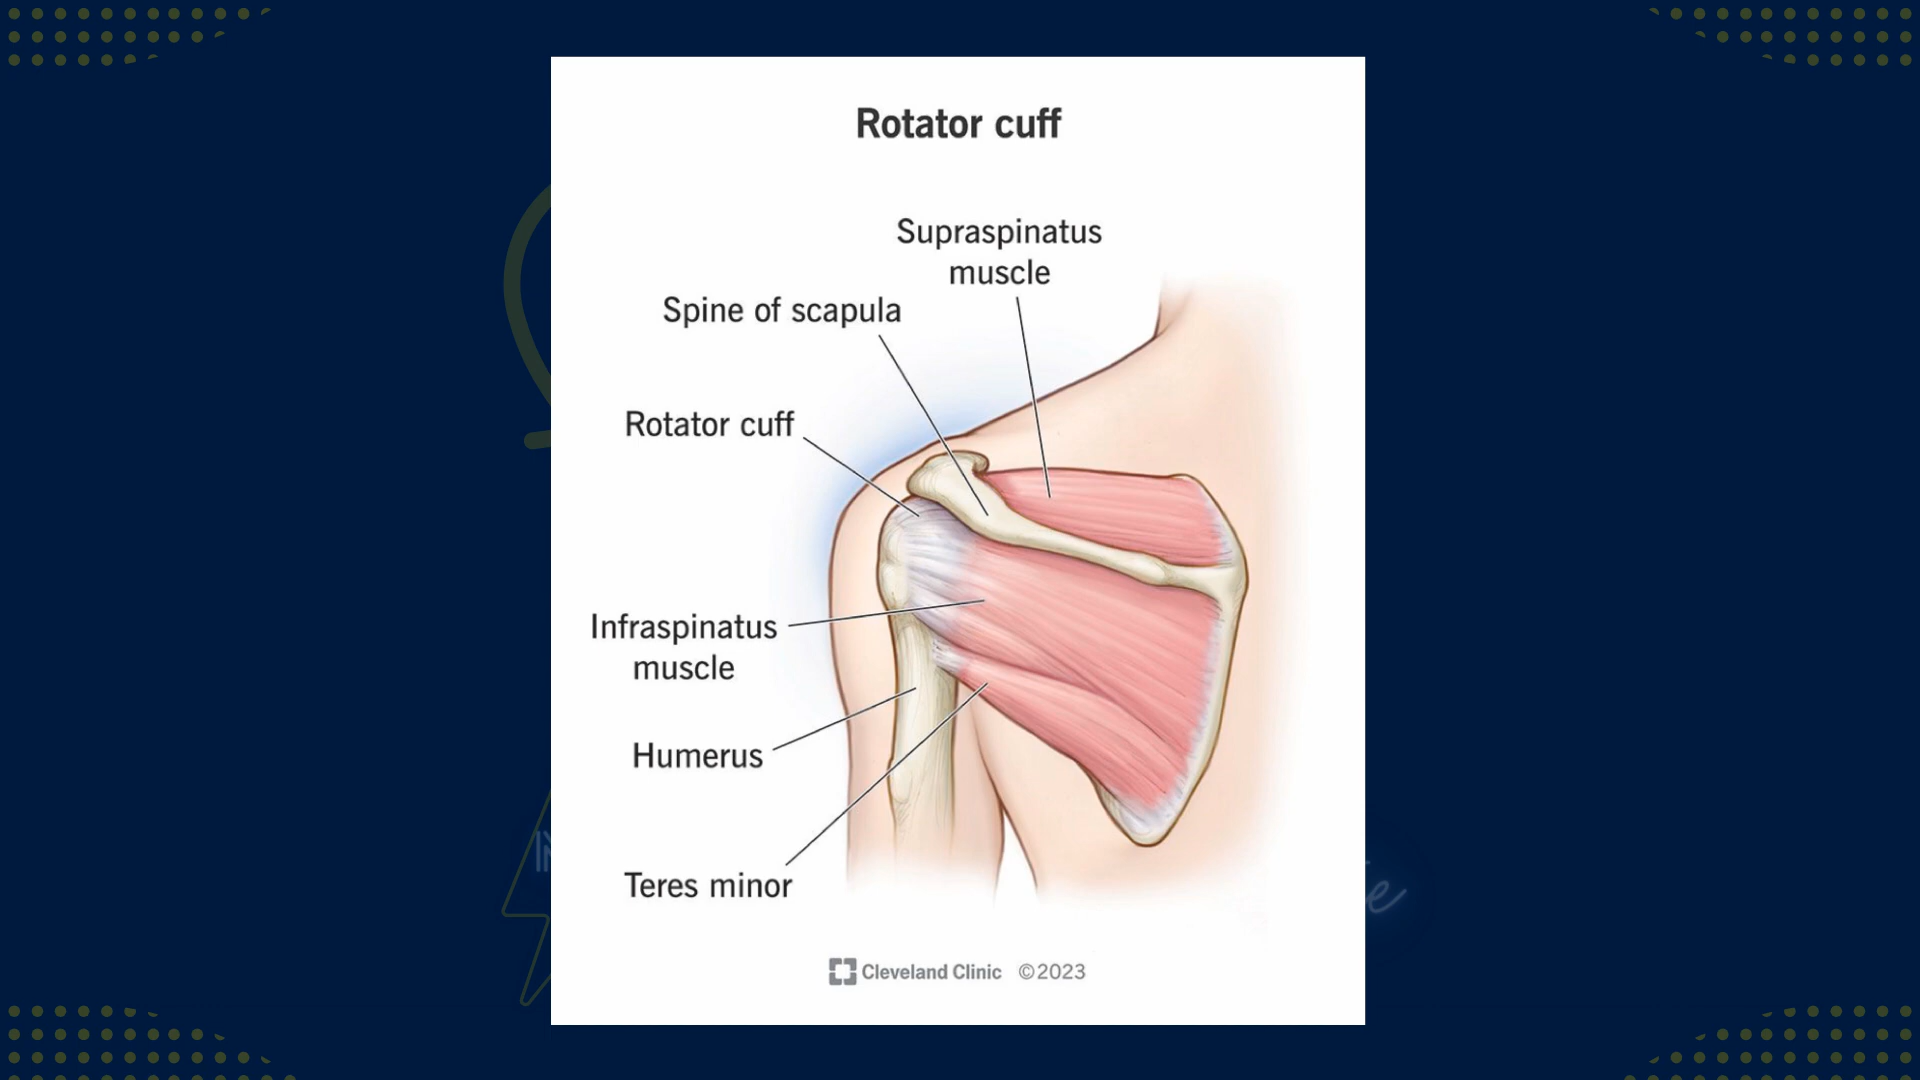 Rotator cuff
Supraspinatus
muscle
Spine of scapula
Rotator cuff
Infraspinatus
muscle
Humerus
Teres minor
Cleveland Clinic ©2023